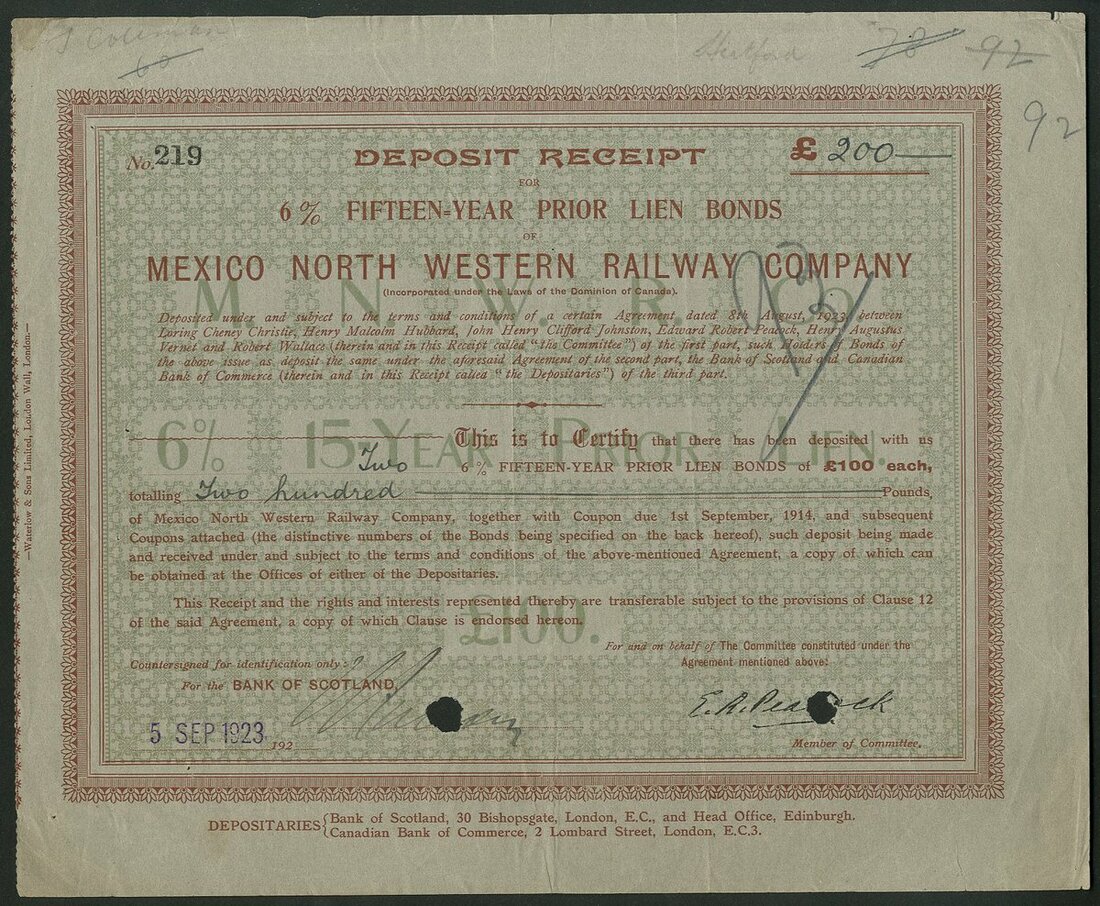 J Coleman
60
Hertford
78
92
92
No. 219
DEPOSIT RECEIPT
£ 200
FOR
6% FIFTEEN-YEAR PRIOR LIEN BONDS
OF
MEXICO NORTH WESTERN RAILWAY COMPANY
(Incorporated under the Laws of the Dominion of Canada).
M. N. W. R. Co.
Deposited under and subject to the terms and conditions of a certain Agreement, dated 8th August, 1923, between
Loring Cheney Christie, Henry Malcolm Hubbard, John Henry Clifford Johnston, Edward Robert Peacock, Henry Augustus
Vernet and Robert Wallace (therein and in this Receipt called "the Committee") of the first part, such Holders of Bonds of
the above issue as deposit the same under the aforesaid Agreement of the second part, the Bank of Scotland and Canadian
Bank of Commerce (therein and in this Receipt called "the Depositaries") of the third part.
6% 15-YEAR PRIOR LIEN.
This is to Certify that there has been deposited with us
Two 6% FIFTEEN-YEAR PRIOR LIEN BONDS of £100 each,
totalling Two hundred Pounds,
of Mexico North Western Railway Company, together with Coupon due 1st September, 1914, and subsequent
Coupons attached (the distinctive numbers of the Bonds being specified on the back hereof), such deposit being made
and received under and subject to the terms and conditions of the above-mentioned Agreement, a copy of which can
be obtained at the Offices of either of the Depositaries.
This Receipt and the rights and interests represented thereby are transferable subject to the provisions of Clause 12
of the said Agreement, a copy of which Clause is endorsed hereon.
£100.
For and on behalf of The Committee constituted under the
Agreement mentioned above:
Countersigned for identification only:
For the BANK OF SCOTLAND,
E. R. Peacock
5 SEP 1923 192
Member of Committee.
DEPOSITARIES { Bank of Scotland, 30 Bishopsgate, London, E.C., and Head Office, Edinburgh.
Canadian Bank of Commerce, 2 Lombard Street, London, E.C.3.
Waterlow & Sons Limited, London Wall, London.